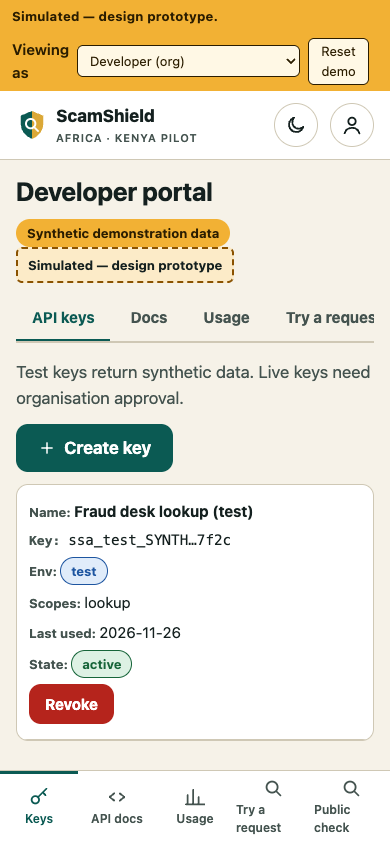 Simulated — design prototype.
Viewing as
Developer (org)
Reset demo
ScamShield
AFRICA · KENYA PILOT
Developer portal
Synthetic demonstration data
Simulated — design prototype
API keys Docs Usage Try a reques
Test keys return synthetic data. Live keys need
organisation approval.
+ Create key
Name: Fraud desk lookup (test)
Key: ssa_test_SYNTH…7f2c
Env: test
Scopes: lookup
Last used: 2026-11-26
State: active
Revoke
Keys
API docs
Usage
Try a request
Public check